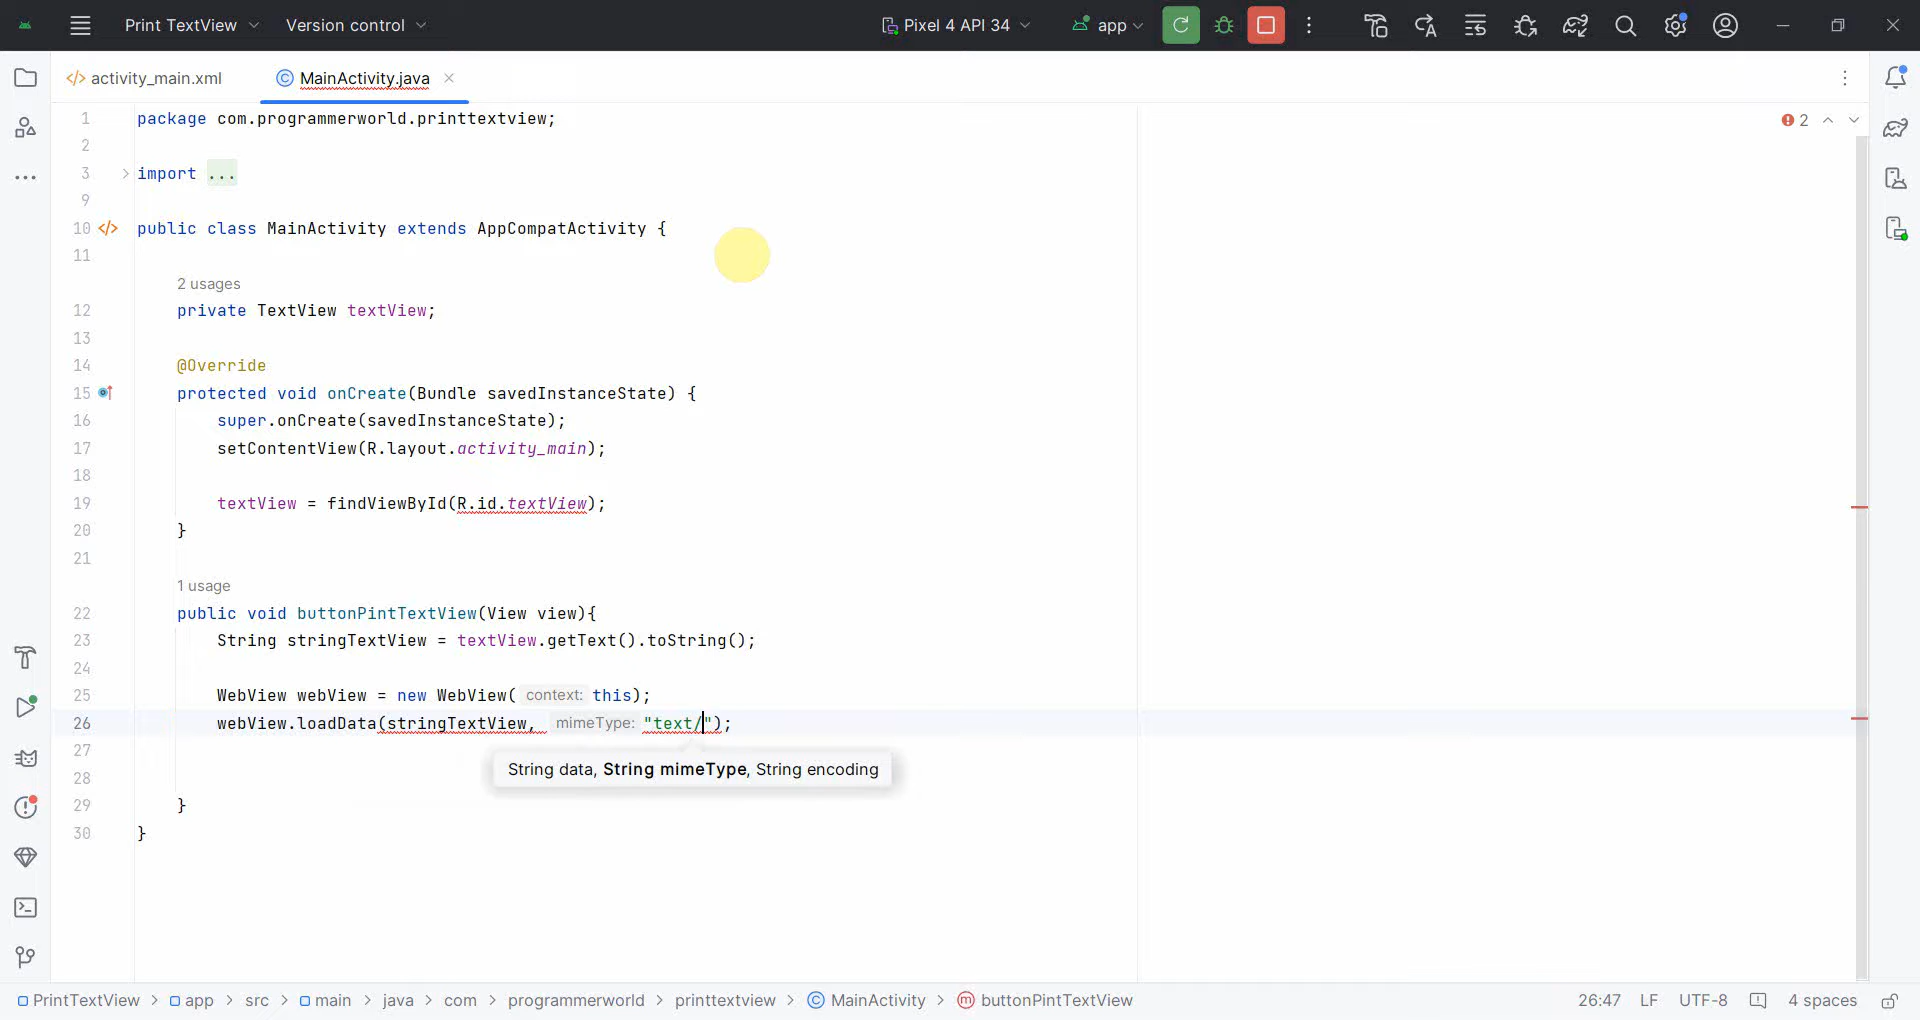 Print TextView Version control Pixel 4 API 34 app
activity_main.xml MainActivity.java
1 package com.programmerworld.printtextview; 2
2
3 import ...
9
10 public class MainActivity extends AppCompatActivity {
11
2 usages
12 private TextView textView;
13
14 @Override
15 protected void onCreate(Bundle savedInstanceState) {
16 super.onCreate(savedInstanceState);
17 setContentView(R.layout.activity_main);
18
19 textView = findViewById(R.id.textView);
20 }
21
1 usage
22 public void buttonPintTextView(View view){
23 String stringTextView = textView.getText().toString();
24
25 WebView webView = new WebView( context: this);
26 webView.loadData(stringTextView, mimeType: "text/");
27
String data, String mimeType, String encoding
28
29 }
30 }
PrintTextView > app > src > main > java > com > programmerworld > printtextview > MainActivity > buttonPintTextView 26:47 LF UTF-8 4 spaces